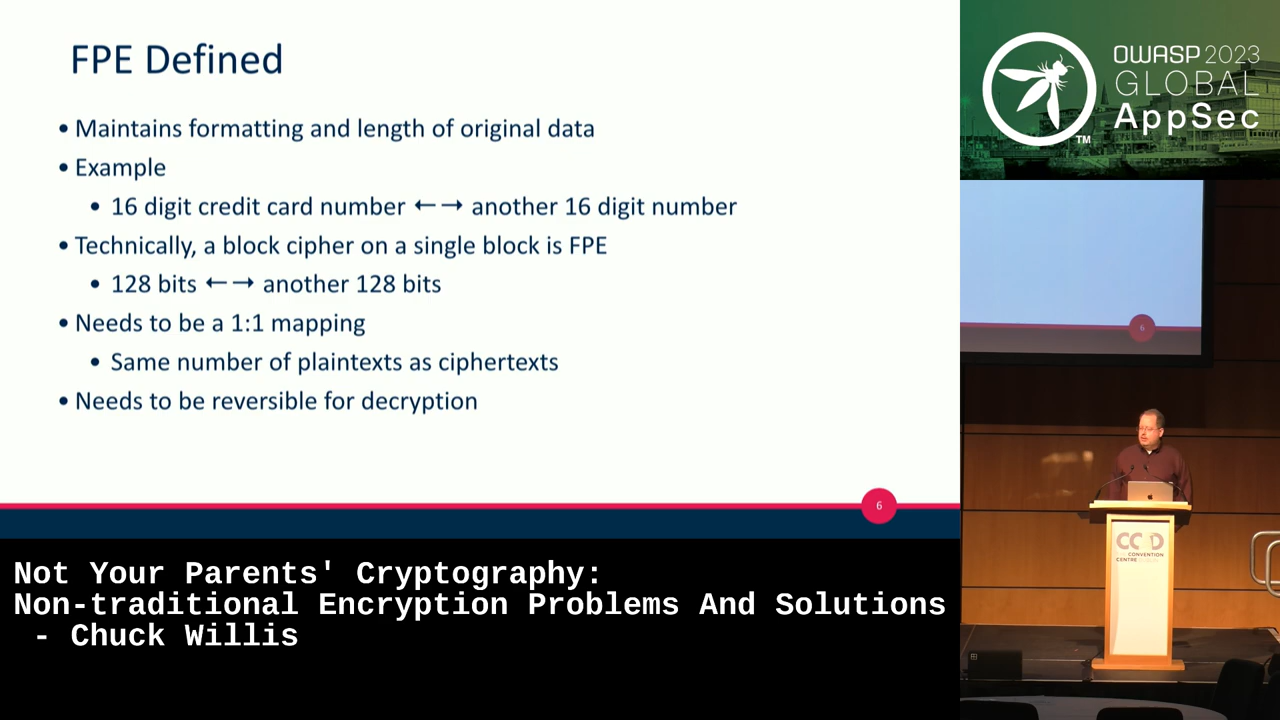 FPE Defined
• Maintains formatting and length of original data
• Example
• 16 digit credit card number ←→ another 16 digit number
• Technically, a block cipher on a single block is FPE
• 128 bits ←→ another 128 bits
• Needs to be a 1:1 mapping
• Same number of plaintexts as ciphertexts
• Needs to be reversible for decryption
6
Not Your Parents' Cryptography:
Non-traditional Encryption Problems And Solutions
- Chuck Willis
OWASP 2023
GLOBAL
AppSec
TM
6
CONVENTION
CENTRE